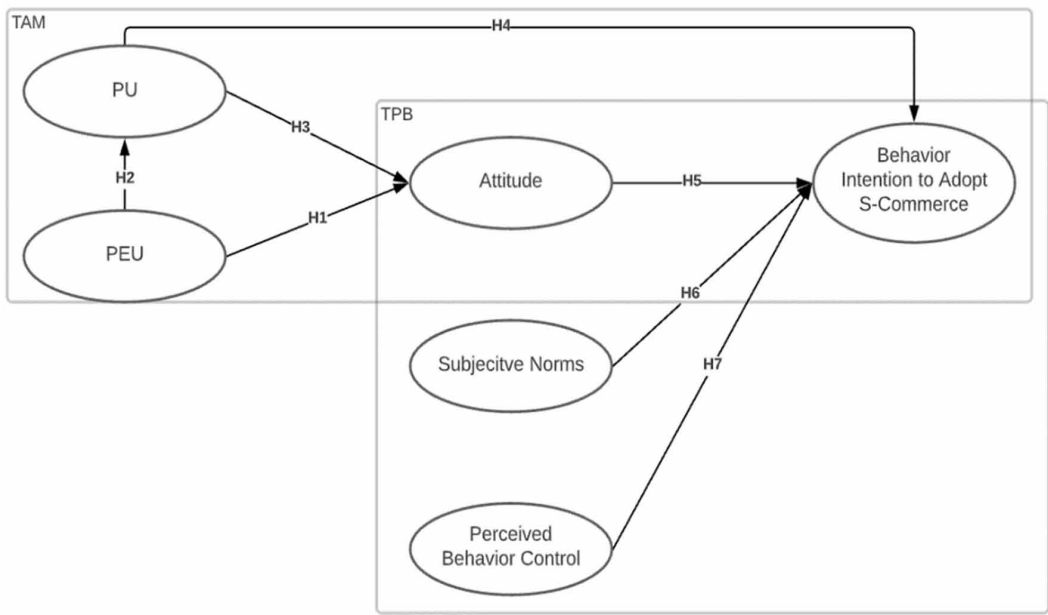 TAM
H4
PU
H3
TPB
Behavior
Intention to Adopt
S-Commerce
H2
Attitude
H5
H1
PEU
H6
Subjecitve Norms
H7
Perceived
Behavior Control